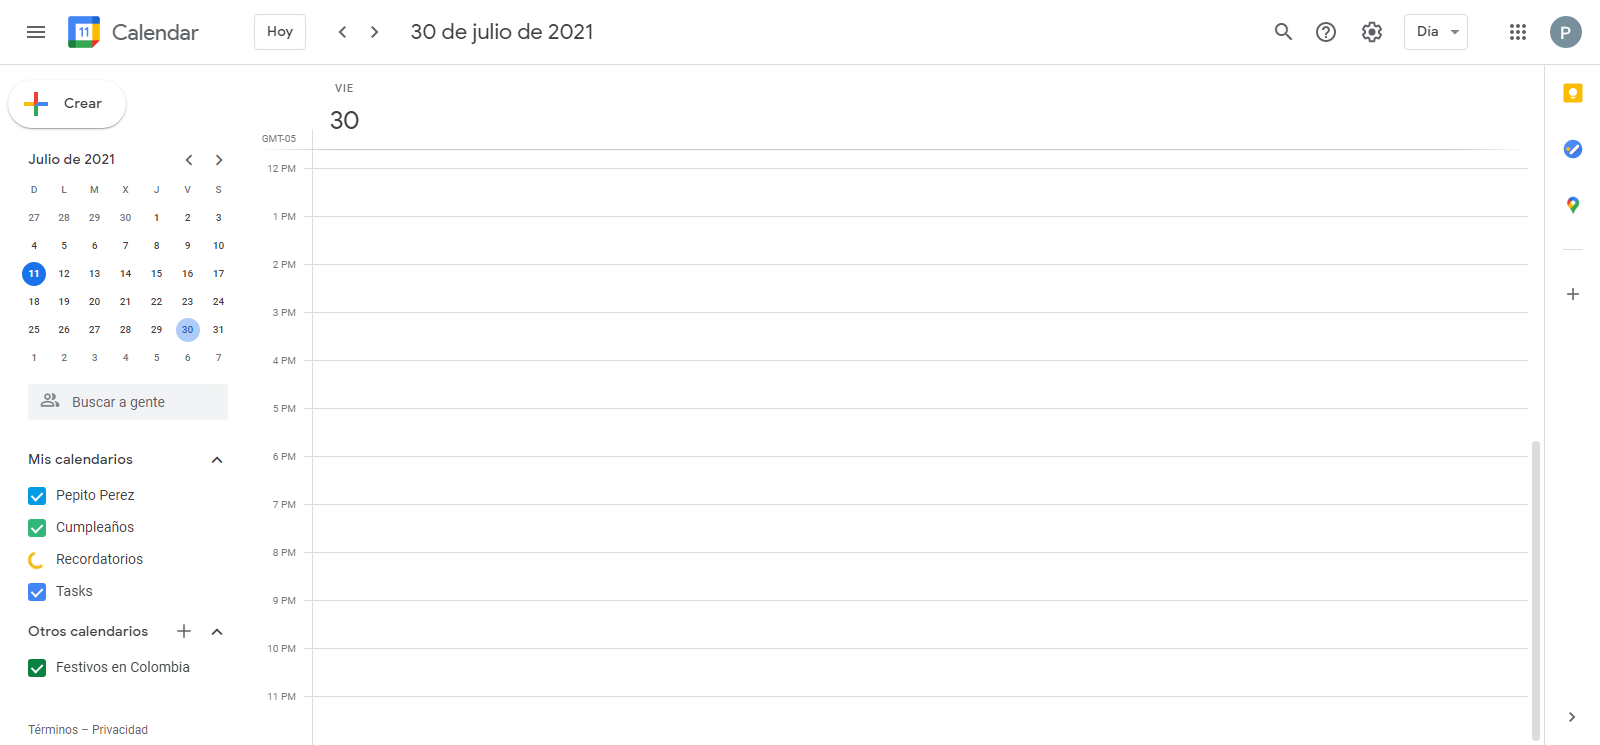 11 Calendar Hoy 30 de julio de 2021 Día P
Crear
Julio de 2021
D L M X J V S
27 28 29 30 1 2 3
4 5 6 7 8 9 10
11 12 13 14 15 16 17
18 19 20 21 22 23 24
25 26 27 28 29 30 31
1 2 3 4 5 6 7
Buscar a gente
Mis calendarios
Pepito Perez
Cumpleaños
Recordatorios
Tasks
Otros calendarios
Festivos en Colombia
Términos – Privacidad
VIE
30
GMT-05
12 PM
1 PM
2 PM
3 PM
4 PM
5 PM
6 PM
7 PM
8 PM
9 PM
10 PM
11 PM